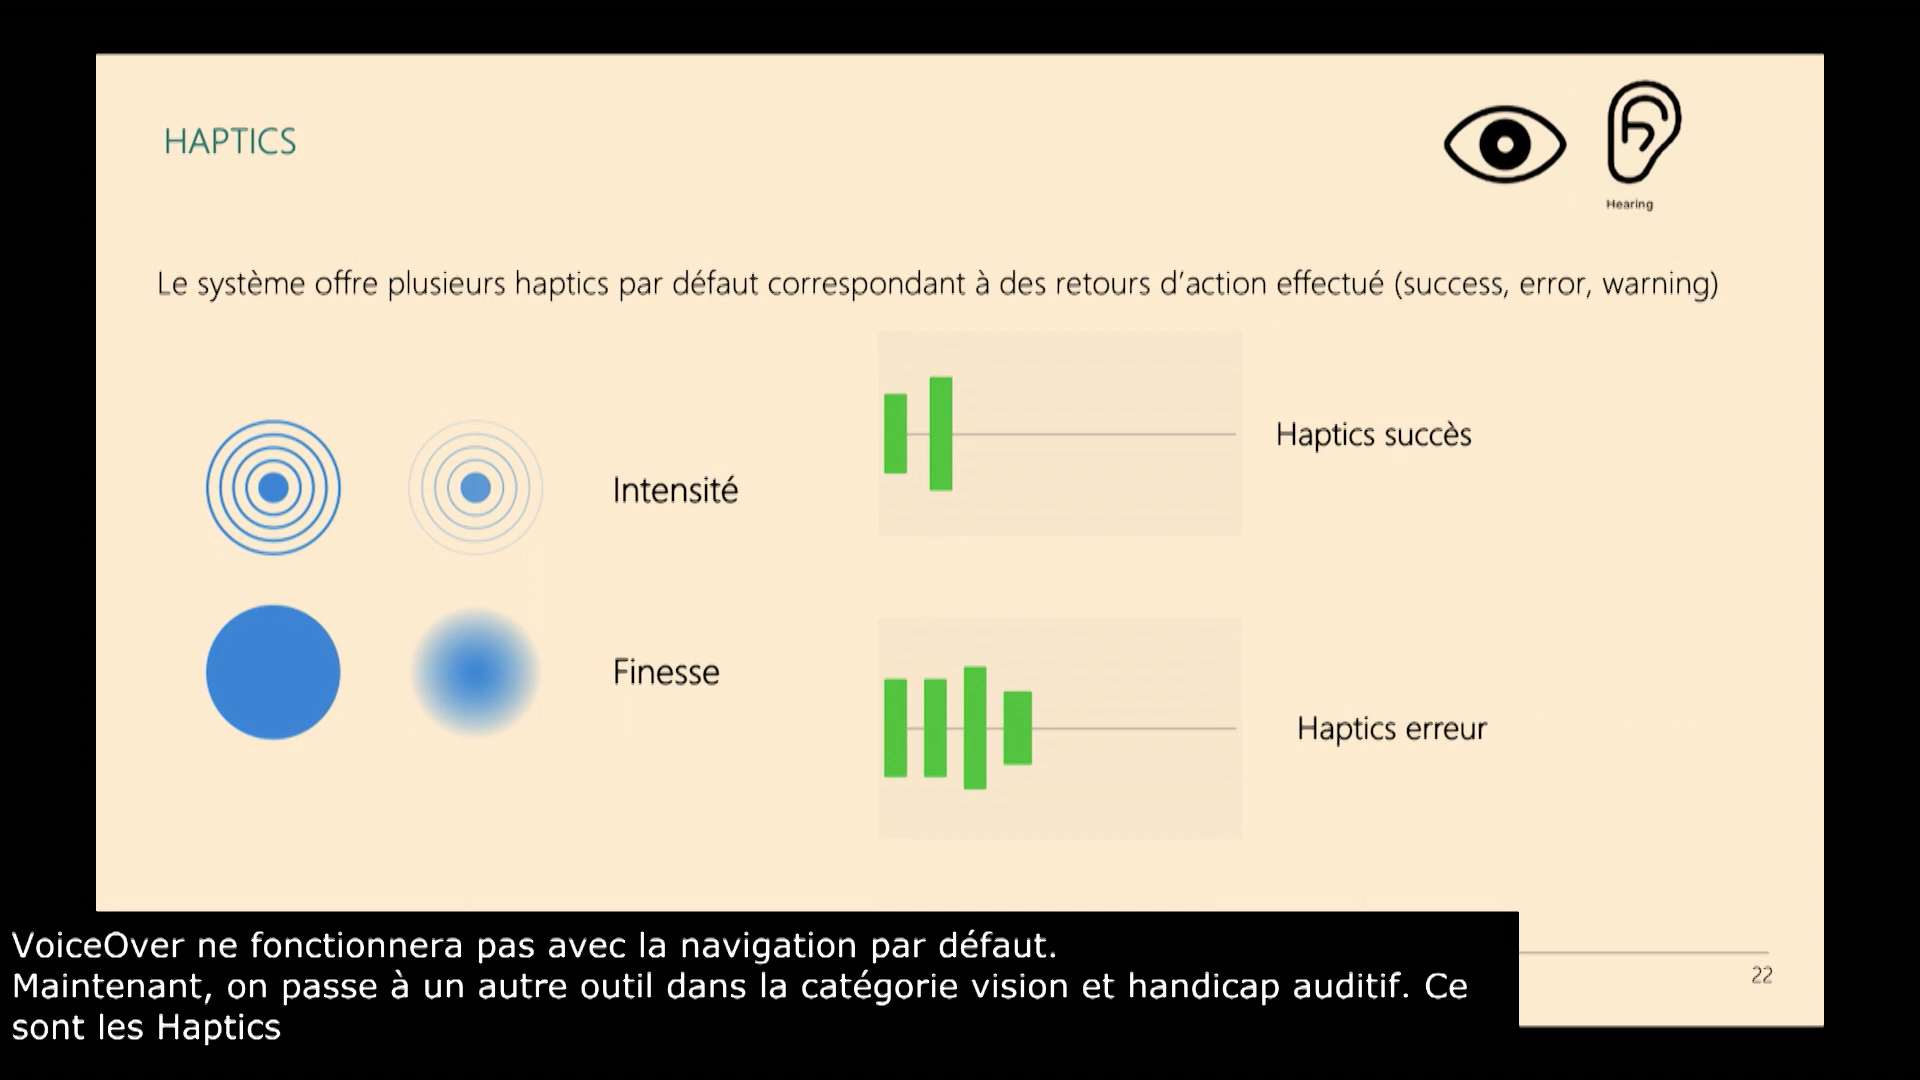 HAPTICS
Hearing
Le système offre plusieurs haptics par défaut correspondant à des retours d’action effectué (success, error, warning)
Haptics succès
Intensité
Finesse
Haptics erreur
VoiceOver ne fonctionnera pas avec la navigation par défaut.
Maintenant, on passe à un autre outil dans la catégorie vision et handicap auditif. Ce
sont les Haptics
22